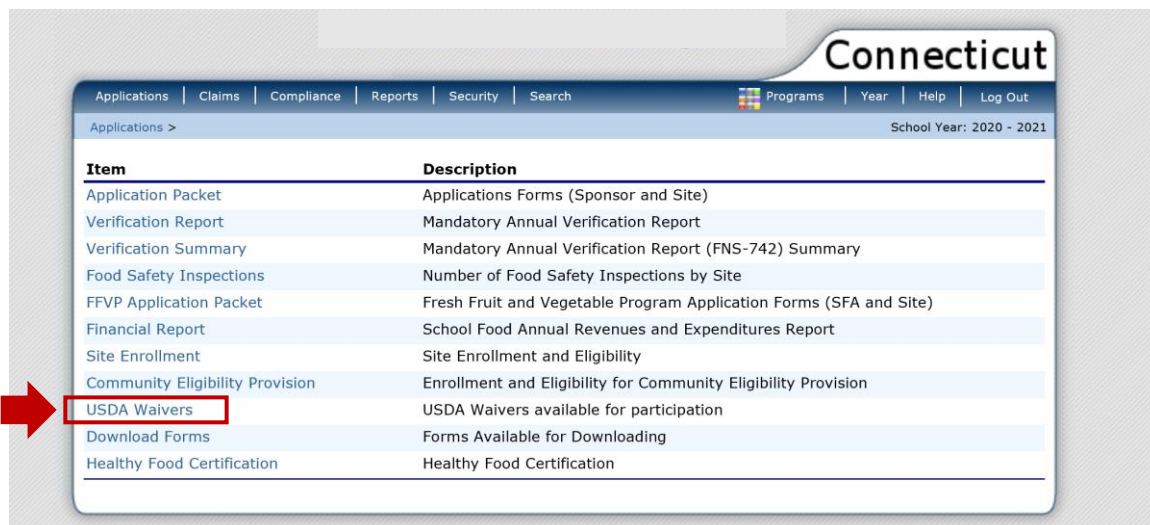 Connecticut
Applications | Claims | Compliance | Reports | Security | Search Programs | Year | Help | Log Out
Applications > School Year: 2020 - 2021
Item Description
Application Packet Applications Forms (Sponsor and Site)
Verification Report Mandatory Annual Verification Report
Verification Summary Mandatory Annual Verification Report (FNS-742) Summary
Food Safety Inspections Number of Food Safety Inspections by Site
FFVP Application Packet Fresh Fruit and Vegetable Program Application Forms (SFA and Site)
Financial Report School Food Annual Revenues and Expenditures Report
Site Enrollment Site Enrollment and Eligibility
Community Eligibility Provision Enrollment and Eligibility for Community Eligibility Provision
USDA Waivers USDA Waivers available for participation
Download Forms Forms Available for Downloading
Healthy Food Certification Healthy Food Certification